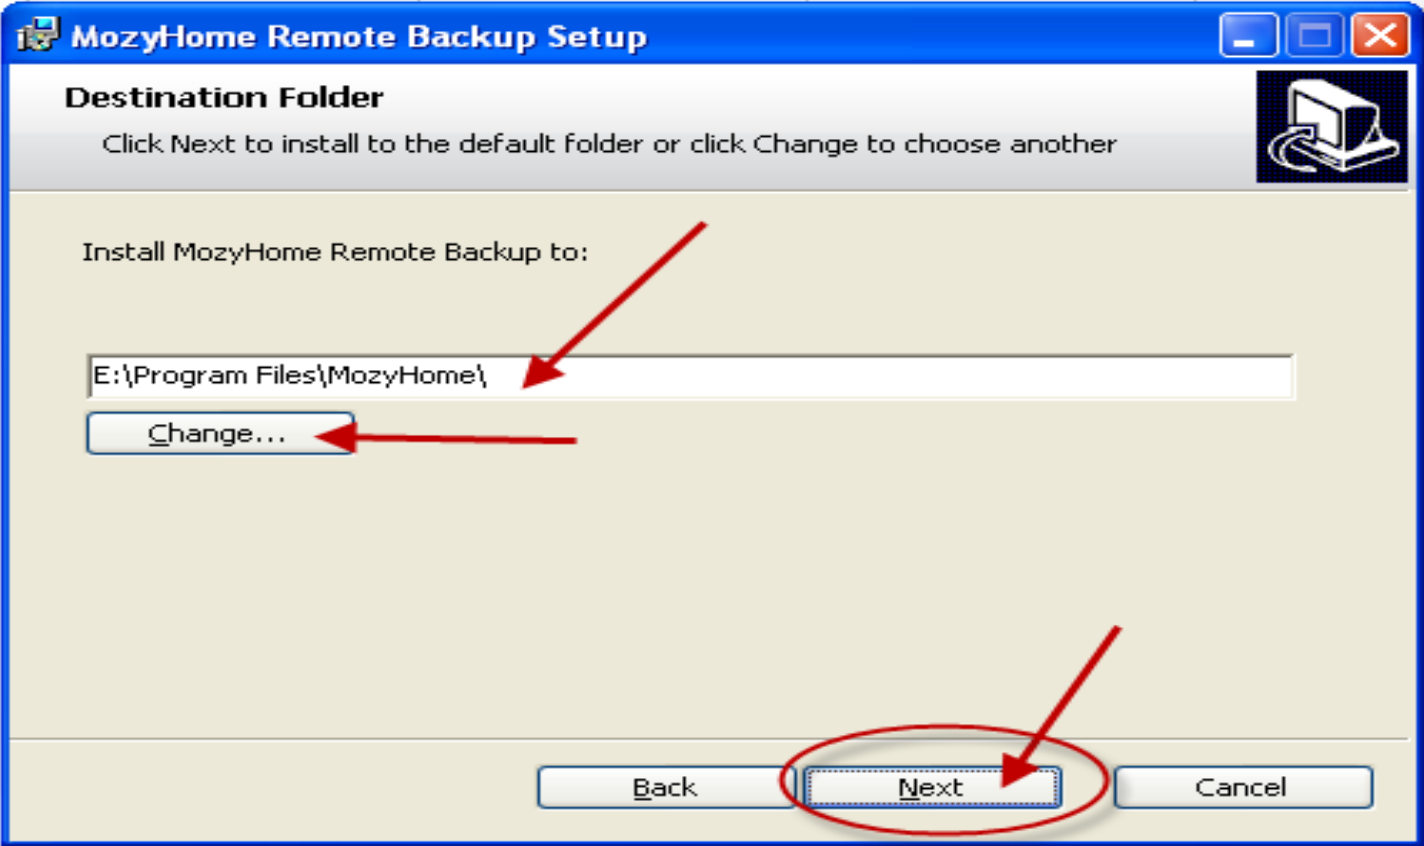 MozyHome Remote Backup Setup
Destination Folder
Click Next to install to the default folder or click Change to choose another
Install MozyHome Remote Backup to:
E:\Program Files\MozyHome\
Change...
Back Next Cancel